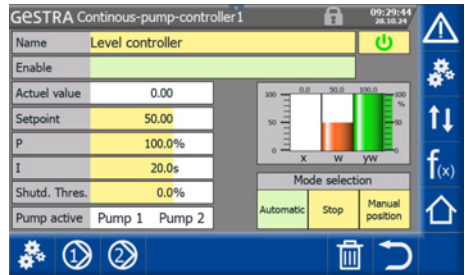 GESTRA Continous-pump-controller1 09:29:44
28.10.24
Name Level controller
Enable
Actuel value 0.00
Setpoint 50.00
P 100.0%
I 20.0s
Shutd. Thres. 0.0%
Pump active Pump 1 Pump 2
0.0 50.0 100.0
100 100
%
50 50
0 0
X W yw
Mode selection
Automatic Stop Manual
position
f(x)
1 2